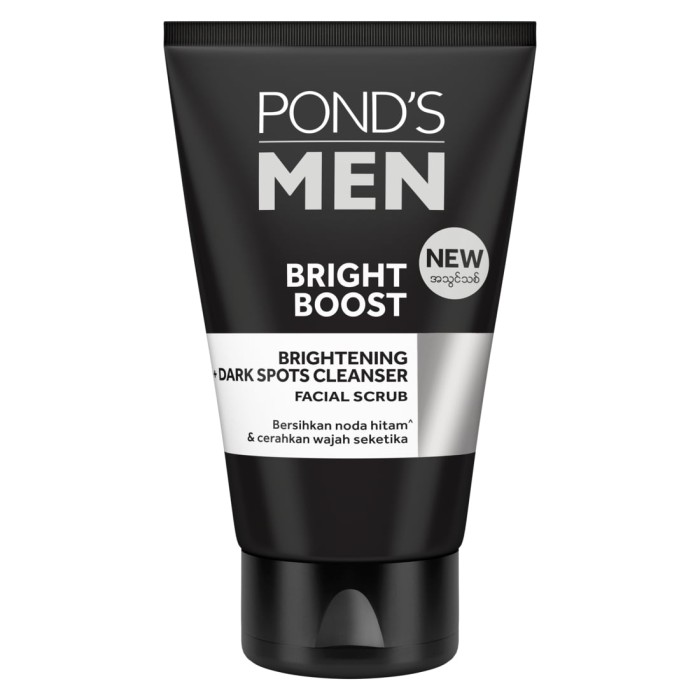 POND'S
MEN
NEW
အသွင်သစ်
BRIGHT
BOOST
BRIGHTENING
+DARK SPOTS CLEANSER
FACIAL SCRUB
Bersihkan noda hitam^
& cerahkan wajah seketika